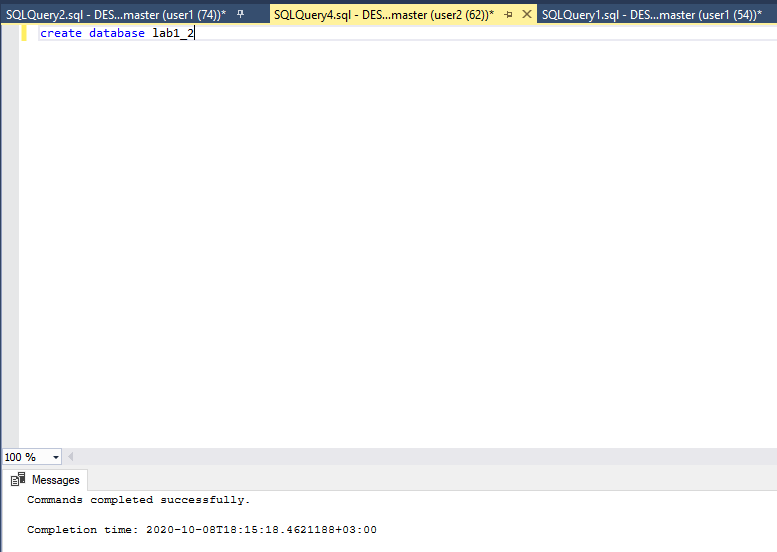 SQLQuery2.sql - DES...master (user1 (74))*
SQLQuery4.sql - DES...master (user2 (62))*
SQLQuery1.sql - DES...master (user1 (54))*
create database lab1_2
100 %
Messages
Commands completed successfully.
Completion time: 2020-10-08T18:15:18.4621188+03:00